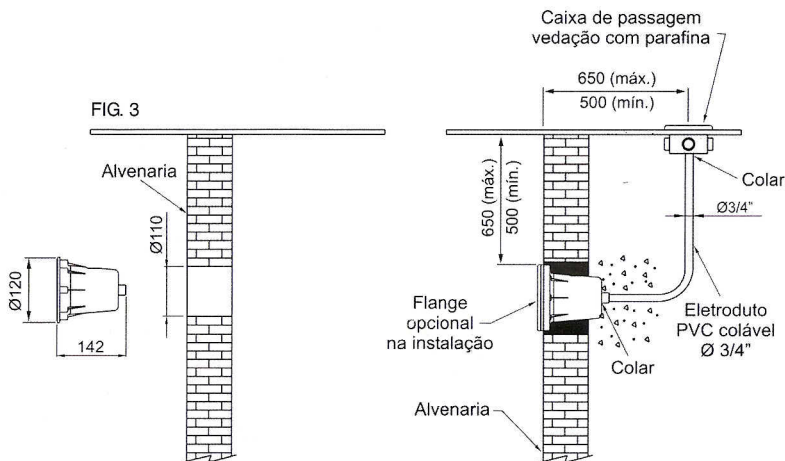 FIG. 3
Alvenaria
Ø110
Ø120
142
Caixa de passagem
vedação com parafina
650 (máx.)
500 (mín.)
650 (máx.)
500 (mín.)
Colar
Ø3/4"
Flange
opcional
na instalação
Eletroduto
PVC colável
Ø 3/4"
Colar
Alvenaria